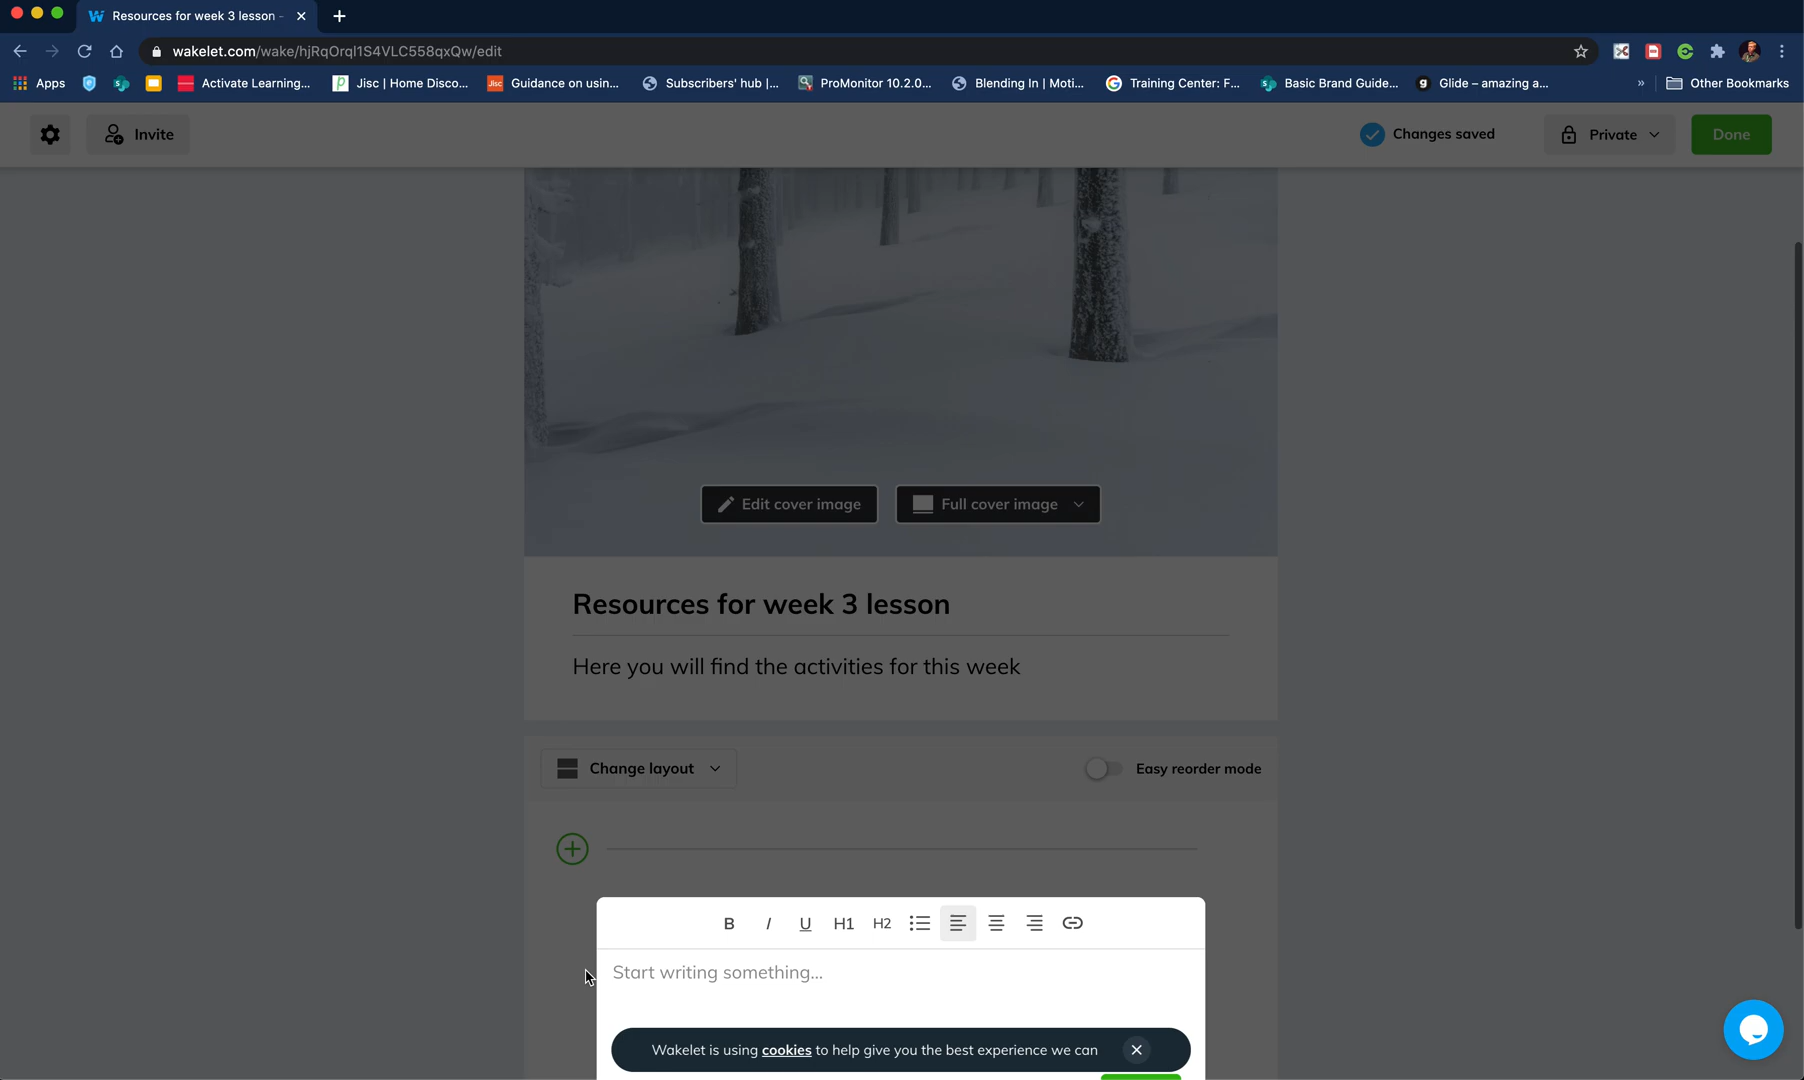 Resources for week 3 lesson -
wakelet.com/wake/hjRqOrql1S4VLC558qxQw/edit
Apps
Activate Learning...
Jisc | Home Disco...
Guidance on usin...
Subscribers' hub |...
ProMonitor 10.2.0...
Blending In | Moti...
Training Center: F...
Basic Brand Guide...
Glide – amazing a...
» Other Bookmarks
Invite
Changes saved
Private
Done
Edit cover image
Full cover image
Resources for week 3 lesson
Here you will find the activities for this week
Change layout
Easy reorder mode
B I U H1 H2
Start writing something...
Wakelet is using cookies to help give you the best experience we can